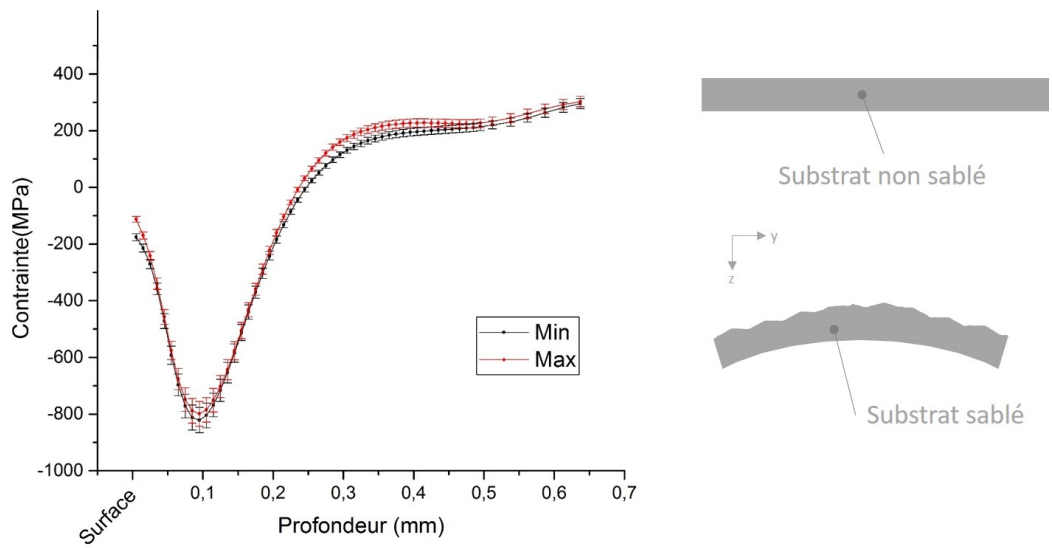 400
200
0
-200
-400
-600
-800
-1000
Contrainte(MPa)
Surface
0,1
0,2
0,3
0,4
0,5
0,6
0,7
Profondeur (mm)
Min
Max
Substrat non sablé
y
z
Substrat sablé